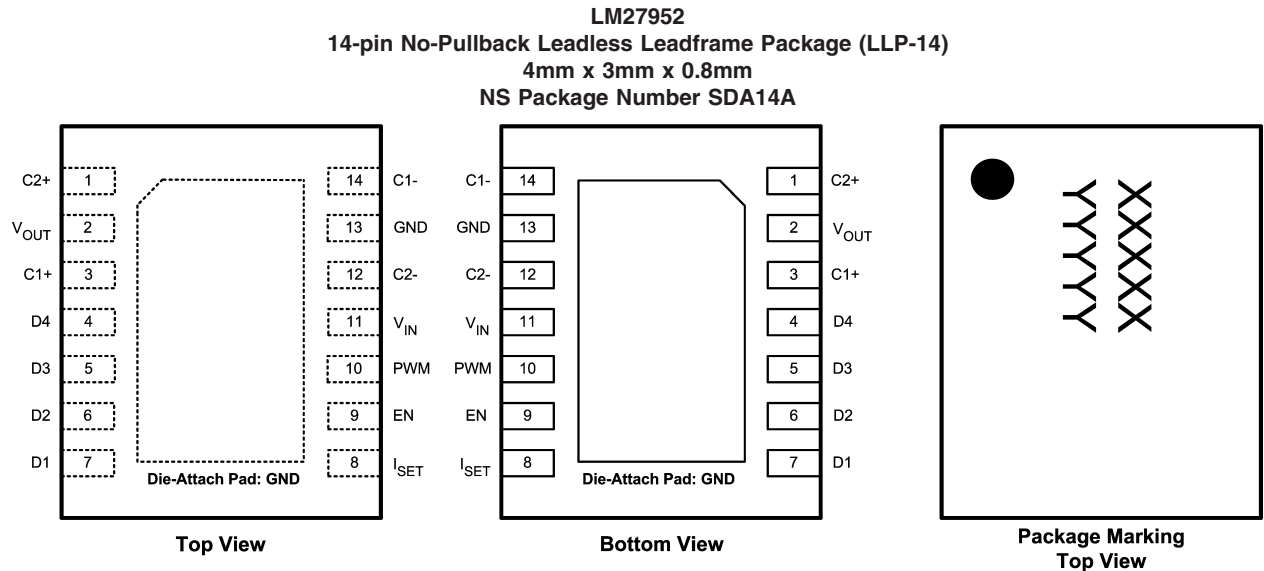 LM27952
14-pin No-Pullback Leadless Leadframe Package (LLP-14)
4mm x 3mm x 0.8mm
NS Package Number SDA14A
C2+ 1 14 C1-
VOUT 2 13 GND
C1+ 3 12 C2-
D4 4 11 VIN
D3 5 10 PWM
D2 6 9 EN
D1 7 8 ISET
Die-Attach Pad: GND
Top View
C1- 14 1 C2+
GND 13 2 VOUT
C2- 12 3 C1+
VIN 11 4 D4
PWM 10 5 D3
EN 9 6 D2
ISET 8 7 D1
Die-Attach Pad: GND
Bottom View
XXXXX
YYYYY
Package Marking
Top View